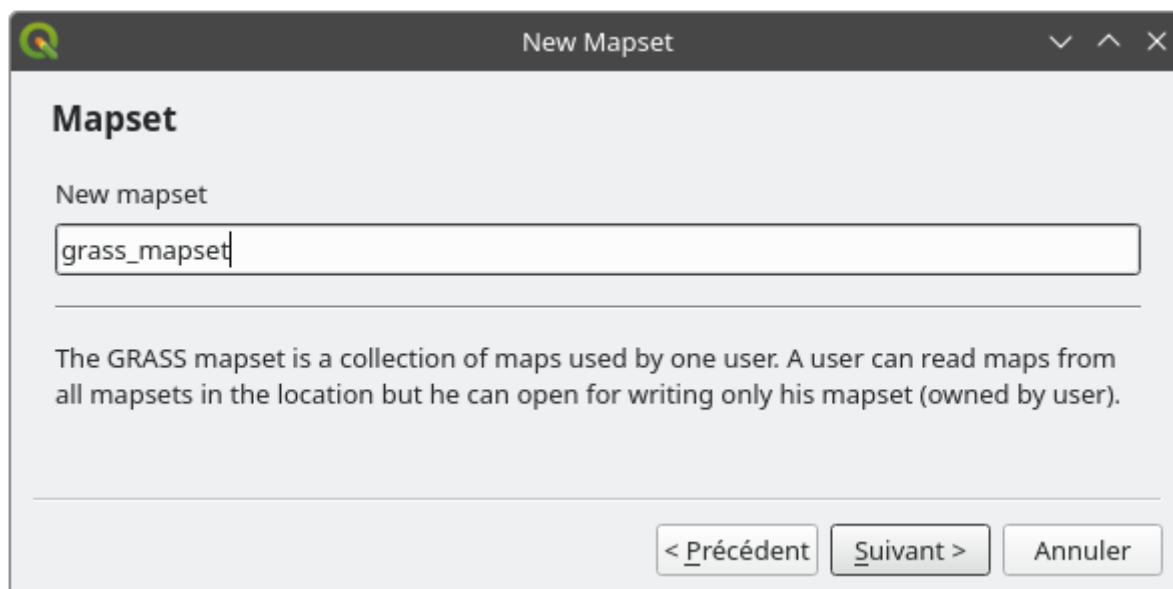 New Mapset
Mapset
New mapset
grass_mapset
The GRASS mapset is a collection of maps used by one user. A user can read maps from
all mapsets in the location but he can open for writing only his mapset (owned by user).
< Précédent Suivant > Annuler